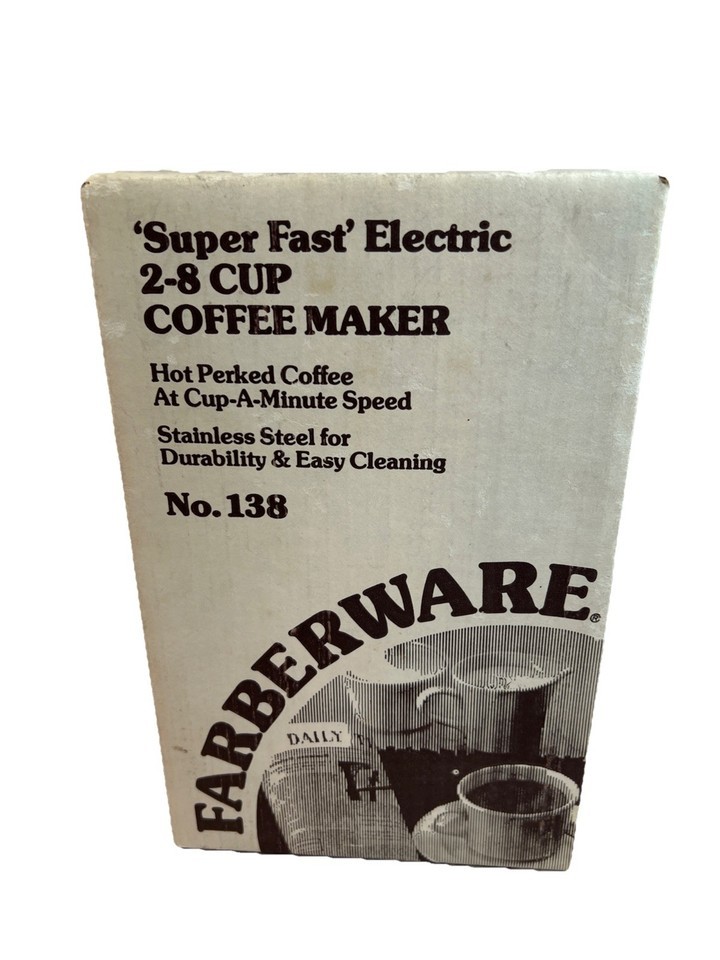 'Super Fast' Electric
2-8 CUP
COFFEE MAKER
Hot Perked Coffee
At Cup-A-Minute Speed
Stainless Steel for
Durability & Easy Cleaning
No. 138
FARBERWARE®
DAILY